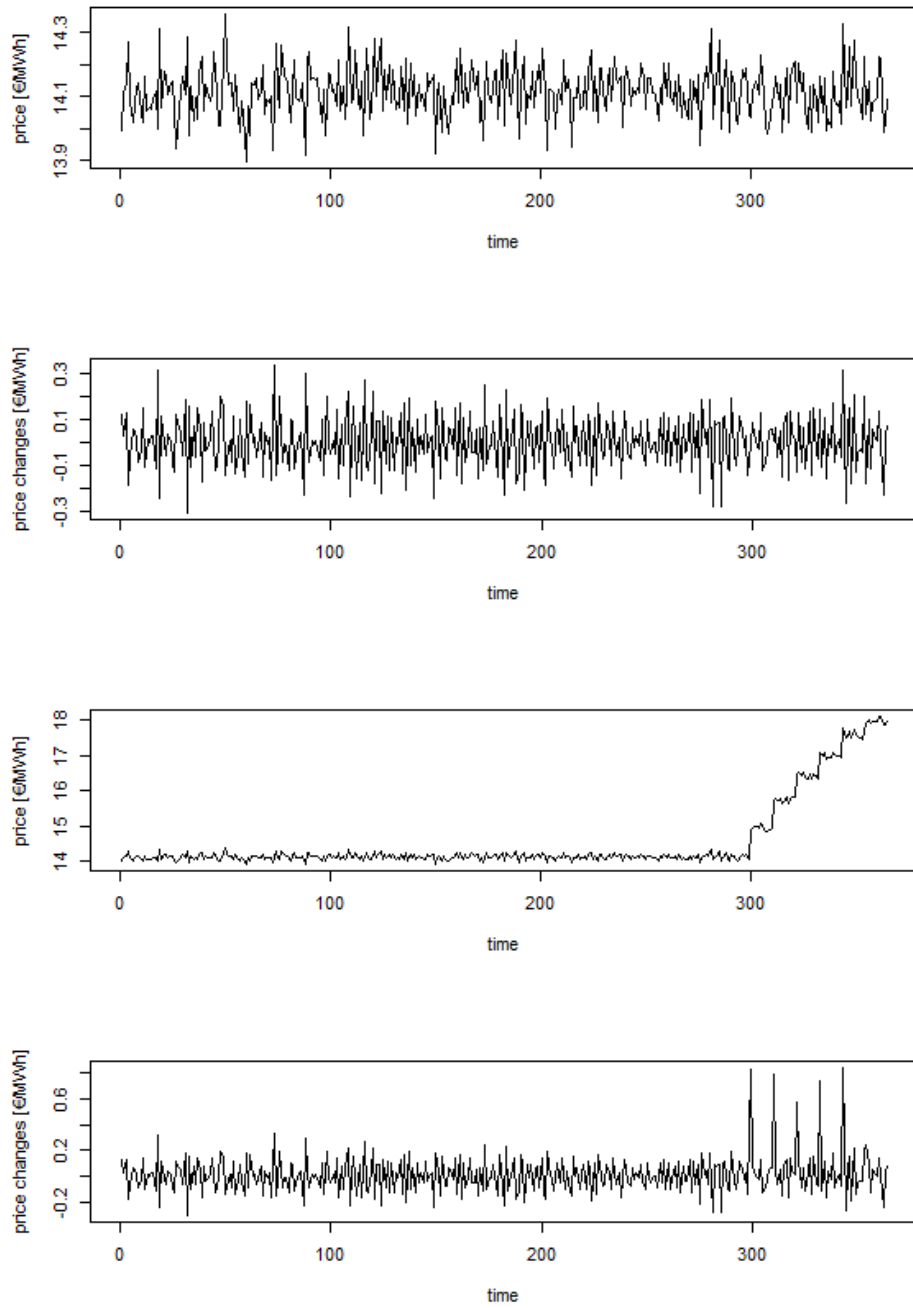 price [€/MWh]
13.9 14.1 14.3
0 100 200 300
time
price changes [€/MWh]
-0.3 -0.1 0.1 0.3
0 100 200 300
time
price [€/MWh]
14 15 16 17 18
0 100 200 300
time
price changes [€/MWh]
-0.2 0.2 0.6
0 100 200 300
time